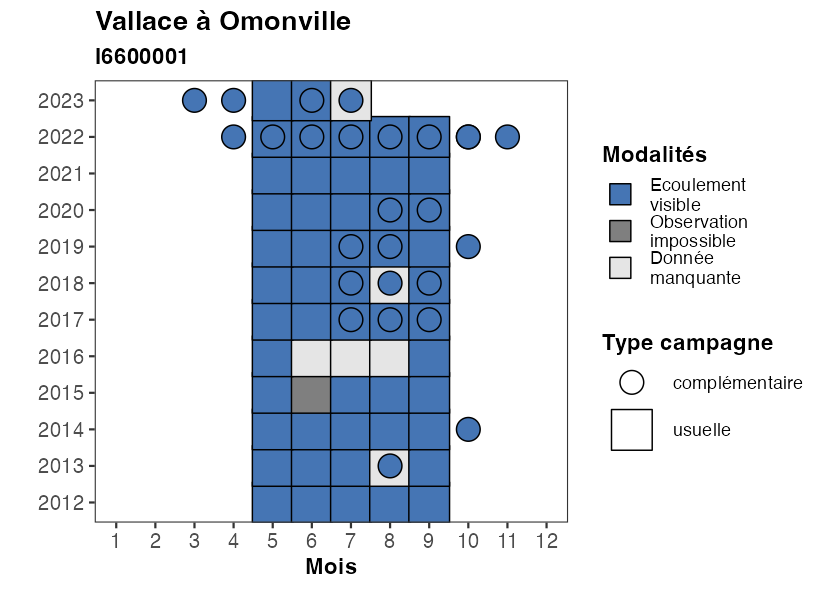 Vallace à Omonville
I6600001
2023
2022
2021
2020
2019
2018
2017
2016
2015
2014
2013
2012
1 2 3 4 5 6 7 8 9 10 11 12
Mois
Modalités
Ecoulement
visible
Observation
impossible
Donnée
manquante
Type campagne
complémentaire
usuelle